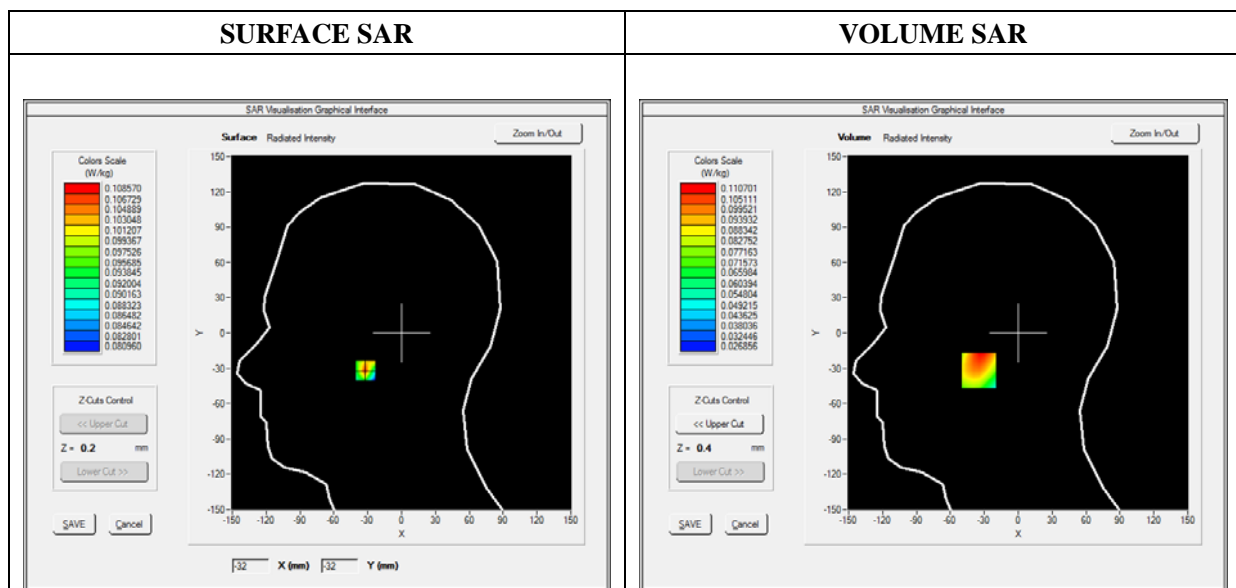 SURFACE SAR
VOLUME SAR
SAR Visualisation Graphical Interface
Surface Radiated Intensity
Zoom In/Out
Colors Scale
(W/kg)
0.108570
0.106729
0.104889
0.103048
0.101207
0.099367
0.097526
0.095685
0.093845
0.092004
0.090163
0.088323
0.086482
0.084642
0.082801
0.080960
Z-Cuts Control
<< Upper Cut
Z = 0.2 mm
Lower Cut >>
SAVE Cancel
150
120
90
60
30
0
-30
-60
-90
-120
-150
Y
-150 -120 -90 -60 -30 0 30 60 90 120 150
X
-32 X (mm) -32 Y (mm)
SAR Visualisation Graphical Interface
Volume Radiated Intensity
Zoom In/Out
Colors Scale
(W/kg)
0.110701
0.105111
0.099521
0.093932
0.088342
0.082752
0.077163
0.071573
0.065984
0.060394
0.054804
0.049215
0.043625
0.038036
0.032446
0.026856
Z-Cuts Control
<< Upper Cut
Z = 0.4 mm
Lower Cut >>
SAVE Cancel
150
120
90
60
30
0
-30
-60
-90
-120
-150
Y
-150 -120 -90 -60 -30 0 30 60 90 120 150
X